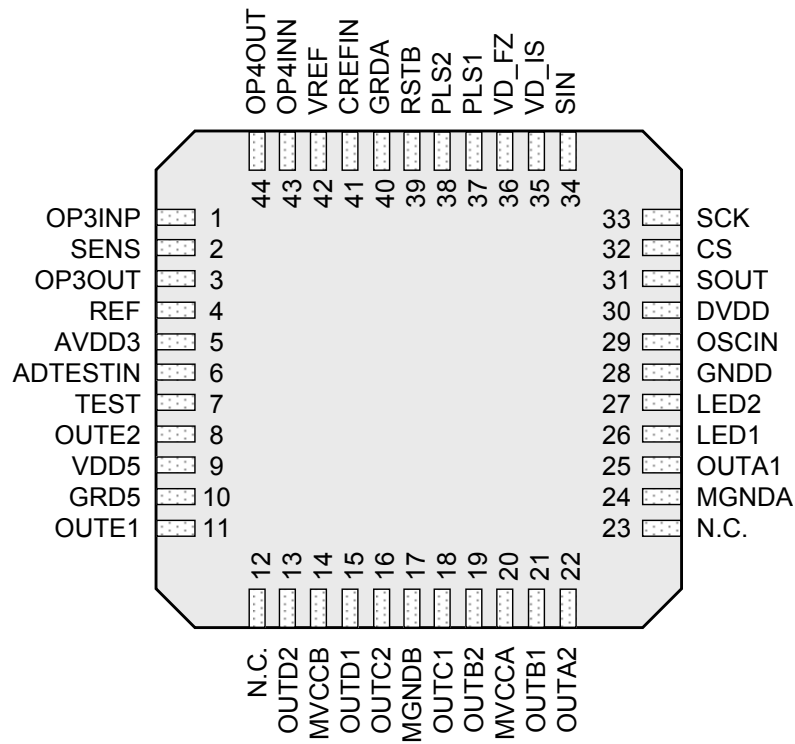 OP4OUT
OP4INN
VREF
CREFIN
GRDA
RSTB
PLS2
PLS1
VD_FZ
VD_IS
SIN
44
43
42
41
40
39
38
37
36
35
34
OP3INP 1
SENS 2
OP3OUT 3
REF 4
AVDD3 5
ADTESTIN 6
TEST 7
OUTE2 8
VDD5 9
GRD5 10
OUTE1 11
33 SCK
32 CS
31 SOUT
30 DVDD
29 OSCIN
28 GNDD
27 LED2
26 LED1
25 OUTA1
24 MGNDA
23 N.C.
12
13
14
15
16
17
18
19
20
21
22
N.C.
OUTD2
MVCCB
OUTD1
OUTC2
MGNDB
OUTC1
OUTB2
MVCCA
OUTB1
OUTA2